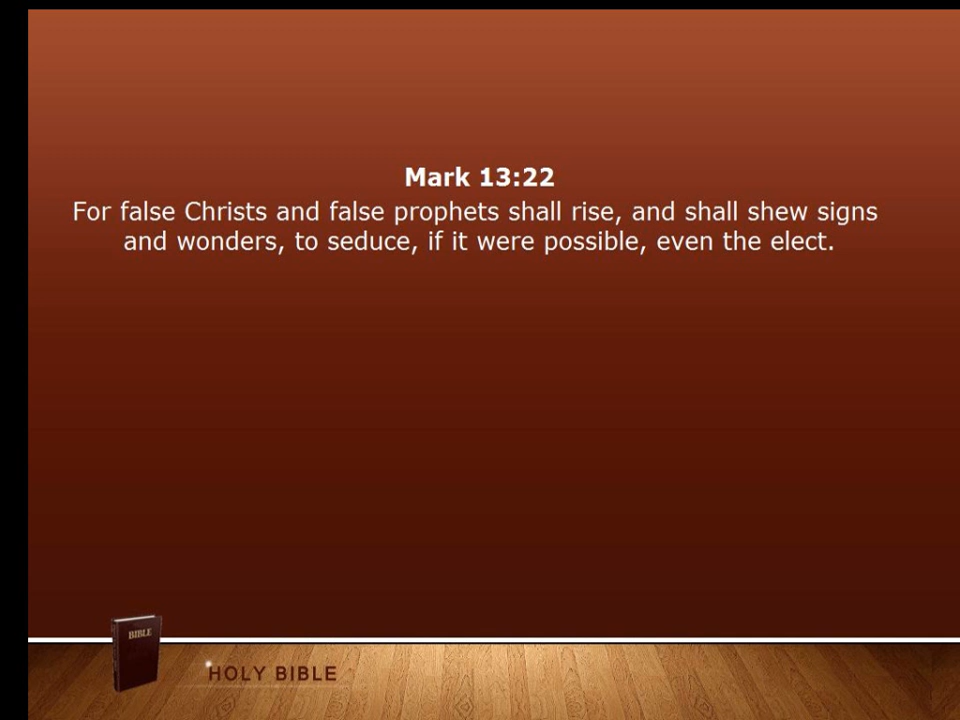 Mark 13:22
For false Christs and false prophets shall rise, and shall shew signs
and wonders, to seduce, if it were possible, even the elect.
BIBLE
HOLY BIBLE